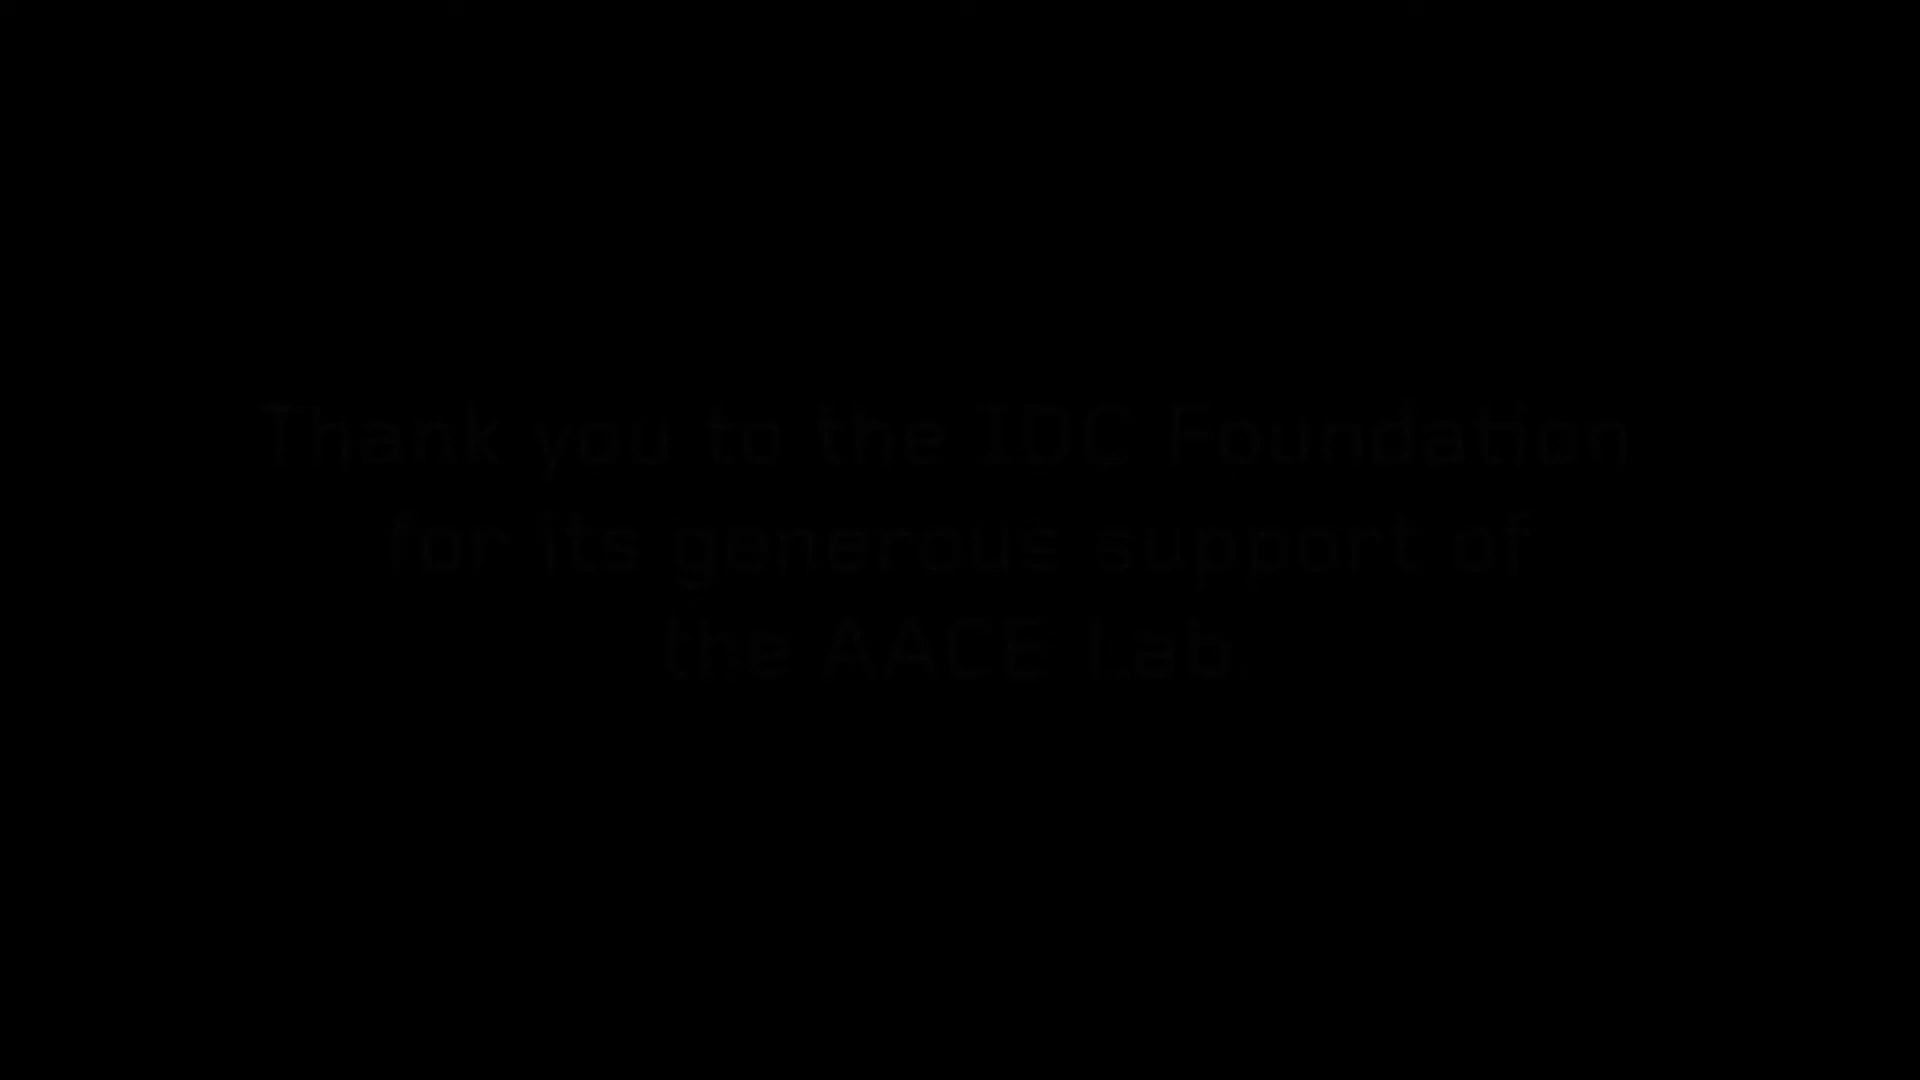 Thank you to the IDC Foundation
for its generous support of
the AACE Lab.